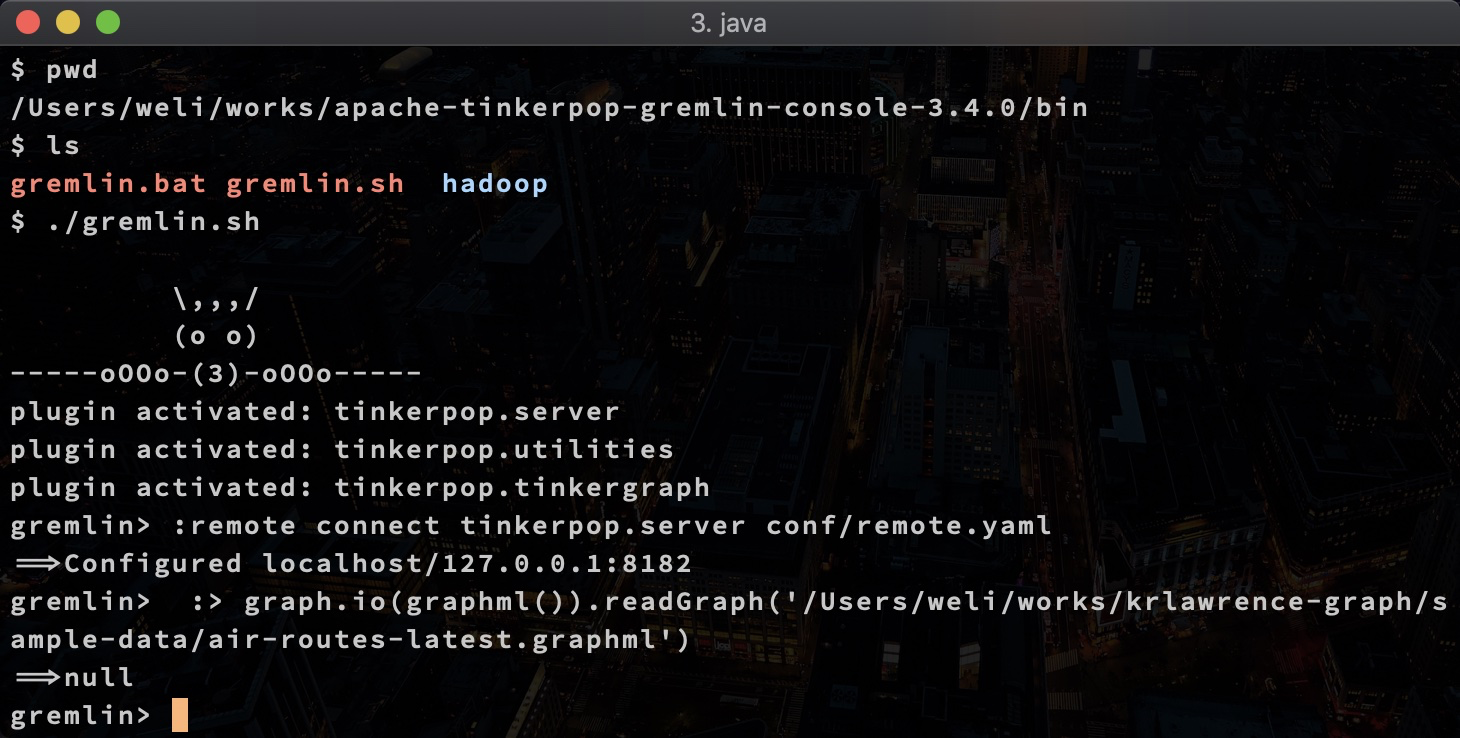 3. java
$ pwd
/Users/weli/works/apache-tinkerpop-gremlin-console-3.4.0/bin
$ ls
gremlin.bat gremlin.sh  hadoop
$ ./gremlin.sh
         \,,,/
         (o o)
-----oOOo-(3)-oOOo-----
plugin activated: tinkerpop.server
plugin activated: tinkerpop.utilities
plugin activated: tinkerpop.tinkergraph
gremlin> :remote connect tinkerpop.server conf/remote.yaml
==>Configured localhost/127.0.0.1:8182
gremlin>  :> graph.io(graphml()).readGraph('/Users/weli/works/krlawrence-graph/s
ample-data/air-routes-latest.graphml')
==>null
gremlin>